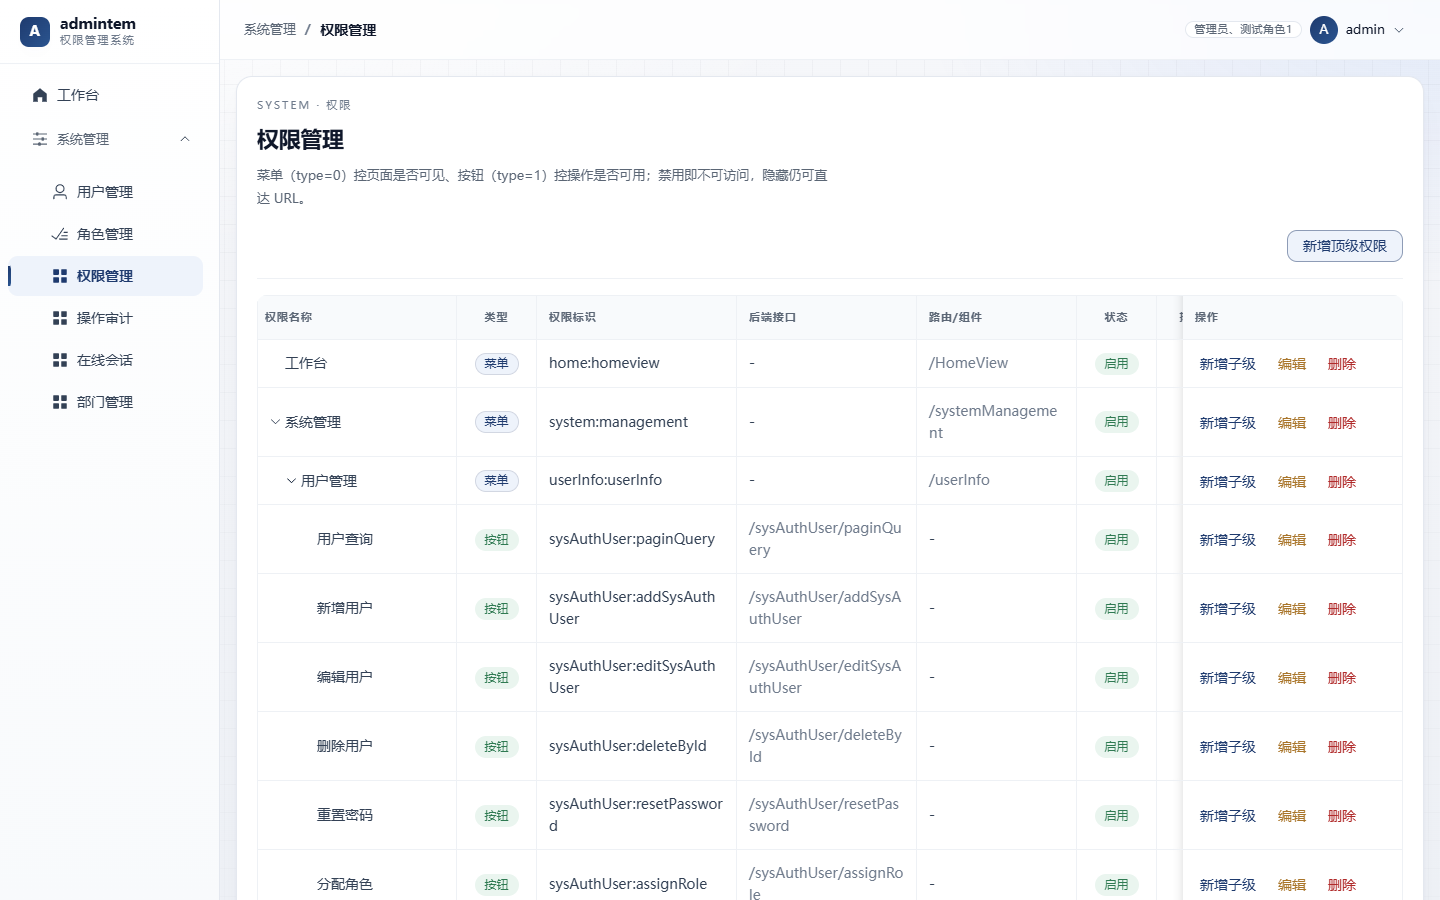 A
admintem
权限管理系统
系统管理 / 权限管理
管理员、测试角色1
A
admin
工作台
系统管理
用户管理
角色管理
权限管理
操作审计
在线会话
部门管理
SYSTEM · 权限
权限管理
菜单（type=0）控页面是否可见、按钮（type=1）控操作是否可用；禁用即不可访问，隐藏仍可直
达 URL。
新增顶级权限
权限名称 类型 权限标识 后端接口 路由/组件 状态 操作
工作台 菜单 home:homeview - /HomeView 启用 新增子级 编辑 删除
系统管理 菜单 system:management - /systemManageme
nt 启用 新增子级 编辑 删除
用户管理 菜单 userInfo:userInfo - /userInfo 启用 新增子级 编辑 删除
用户查询 按钮 sysAuthUser:paginQuery /sysAuthUser/paginQu
ery - 启用 新增子级 编辑 删除
新增用户 按钮 sysAuthUser:addSysAuth
User /sysAuthUser/addSysA
uthUser - 启用 新增子级 编辑 删除
编辑用户 按钮 sysAuthUser:editSysAuth
User /sysAuthUser/editSysA
uthUser - 启用 新增子级 编辑 删除
删除用户 按钮 sysAuthUser:deleteById /sysAuthUser/deleteBy
Id - 启用 新增子级 编辑 删除
重置密码 按钮 sysAuthUser:resetPasswor
d /sysAuthUser/resetPas
sword - 启用 新增子级 编辑 删除
分配角色 按钮 sysAuthUser:assignRole /sysAuthUser/assignRo
le - 启用 新增子级 编辑 删除